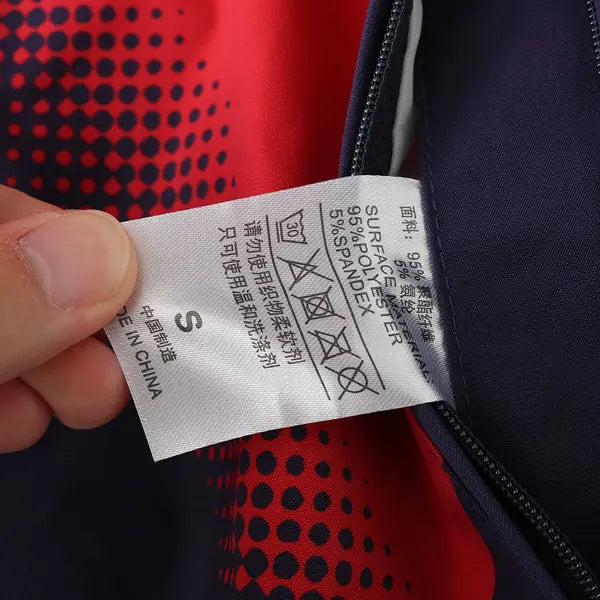 面料: 95% 聚酯纤维
5% 氨纶
SURFACE MATERIAL
95%POLYESTER
5%SPANDEX
30
请勿使用织物柔软剂
只可使用温和洗涤剂
S
中国制造
DE IN CHINA